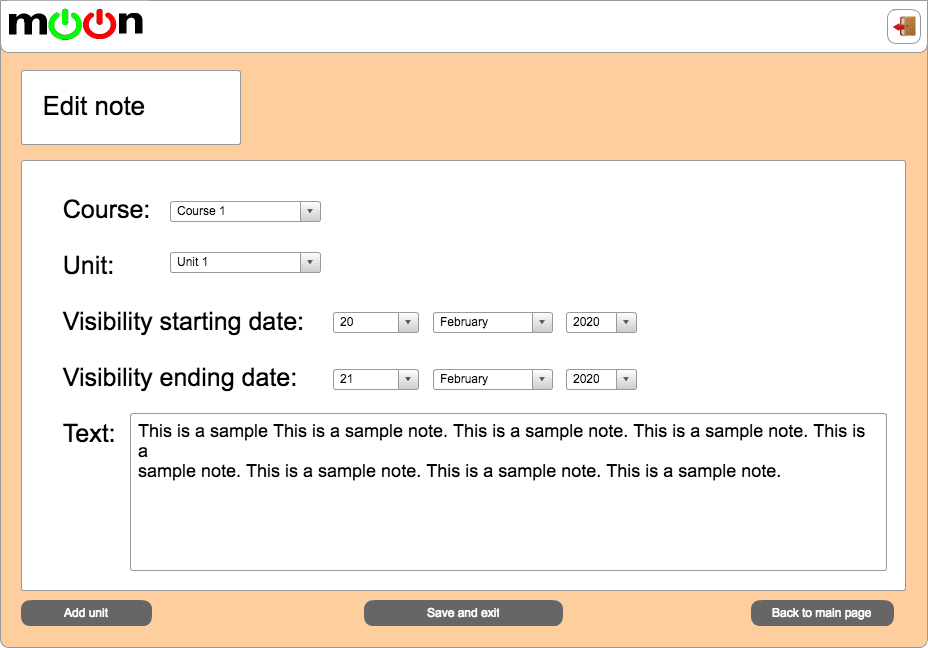 moon
Edit note
Course: Course 1
Unit: Unit 1
Visibility starting date: 20 February 2020
Visibility ending date: 21 February 2020
Text: This is a sample This is a sample note. This is a sample note. This is a sample note. This is
a
sample note. This is a sample note. This is a sample note. This is a sample note.
Add unit Save and exit Back to main page